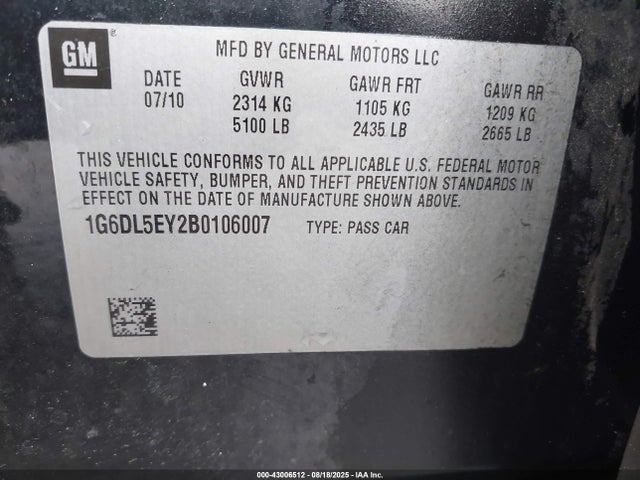 GM ®
MFD BY GENERAL MOTORS LLC
DATE GVWR GAWR FRT GAWR RR
07/10 2314 KG 1105 KG 1209 KG
5100 LB 2435 LB 2665 LB
THIS VEHICLE CONFORMS TO ALL APPLICABLE U.S. FEDERAL MOTOR
VEHICLE SAFETY, BUMPER, AND THEFT PREVENTION STANDARDS IN
EFFECT ON THE DATE OF MANUFACTURE SHOWN ABOVE.
1G6DL5EY2B0106007 TYPE: PASS CAR
000-43006512 - 08/18/2025 - IAA Inc.